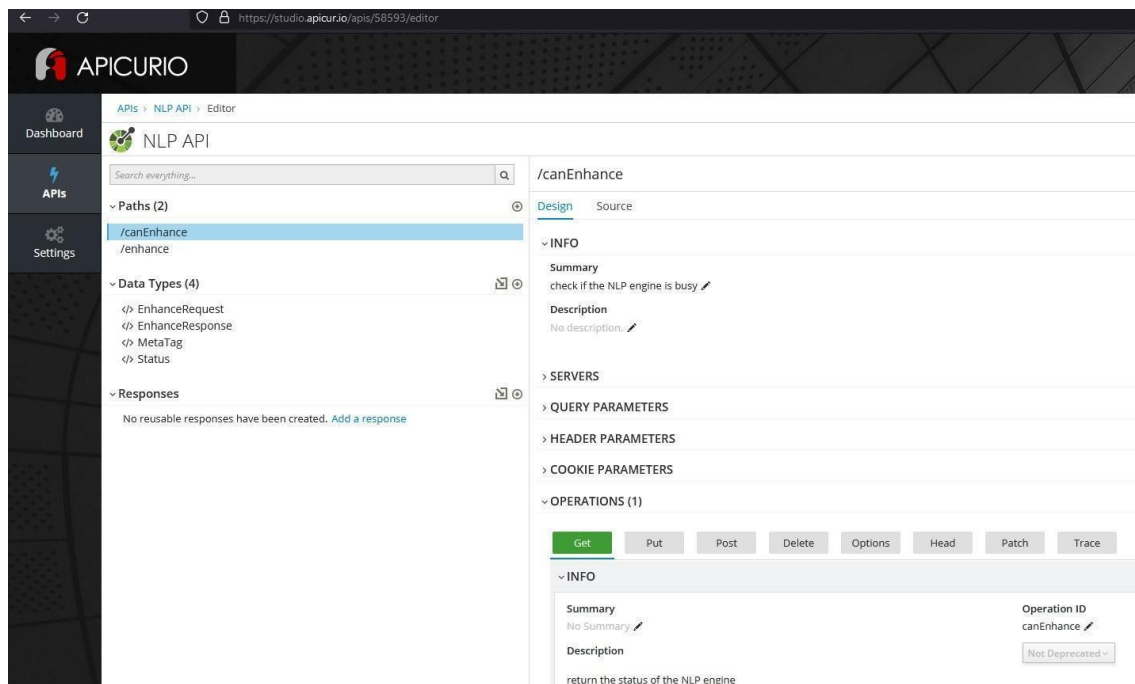 https://studio.apicur.io/apis/58593/editor
APICURIO
Dashboard
APIs
Settings
APIs > NLP API > Editor
NLP API
Search everything...
Paths (2)
/canEnhance
/enhance
Data Types (4)
</> EnhanceRequest
</> EnhanceResponse
</> MetaTag
</> Status
Responses
No reusable responses have been created. Add a response
/canEnhance
Design Source
INFO
Summary
check if the NLP engine is busy
Description
No description.
> SERVERS
> QUERY PARAMETERS
> HEADER PARAMETERS
> COOKIE PARAMETERS
OPERATIONS (1)
Get Put Post Delete Options Head Patch Trace
INFO
Summary
No Summary
Operation ID
canEnhance
Description
Not Deprecated
return the status of the NLP engine